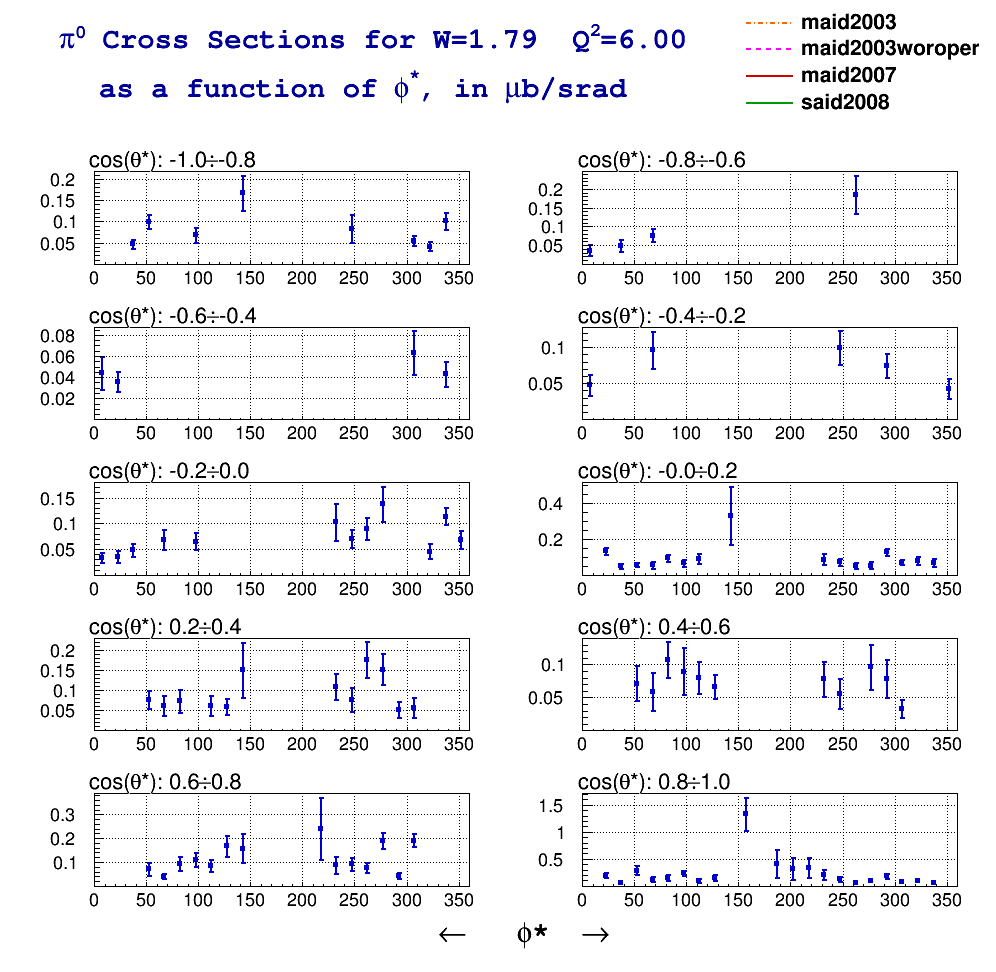 π⁰ Cross Sections for W=1.79 Q²=6.00
as a function of ϕ*, in μb/srad
maid2003
maid2003woroper
maid2007
said2008
cos(θ*): -1.0÷-0.8
0.2
0.15
0.1
0.05
0 50 100 150 200 250 300 350
cos(θ*): -0.8÷-0.6
0.2
0.15
0.1
0.05
0 50 100 150 200 250 300 350
cos(θ*): -0.6÷-0.4
0.08
0.06
0.04
0.02
0 50 100 150 200 250 300 350
cos(θ*): -0.4÷-0.2
0.1
0.05
0 50 100 150 200 250 300 350
cos(θ*): -0.2÷0.0
0.15
0.1
0.05
0 50 100 150 200 250 300 350
cos(θ*): -0.0÷0.2
0.4
0.2
0 50 100 150 200 250 300 350
cos(θ*): 0.2÷0.4
0.2
0.15
0.1
0.05
0 50 100 150 200 250 300 350
cos(θ*): 0.4÷0.6
0.1
0.05
0 50 100 150 200 250 300 350
cos(θ*): 0.6÷0.8
0.3
0.2
0.1
0 50 100 150 200 250 300 350
cos(θ*): 0.8÷1.0
1.5
1
0.5
0 50 100 150 200 250 300 350
← ϕ* →